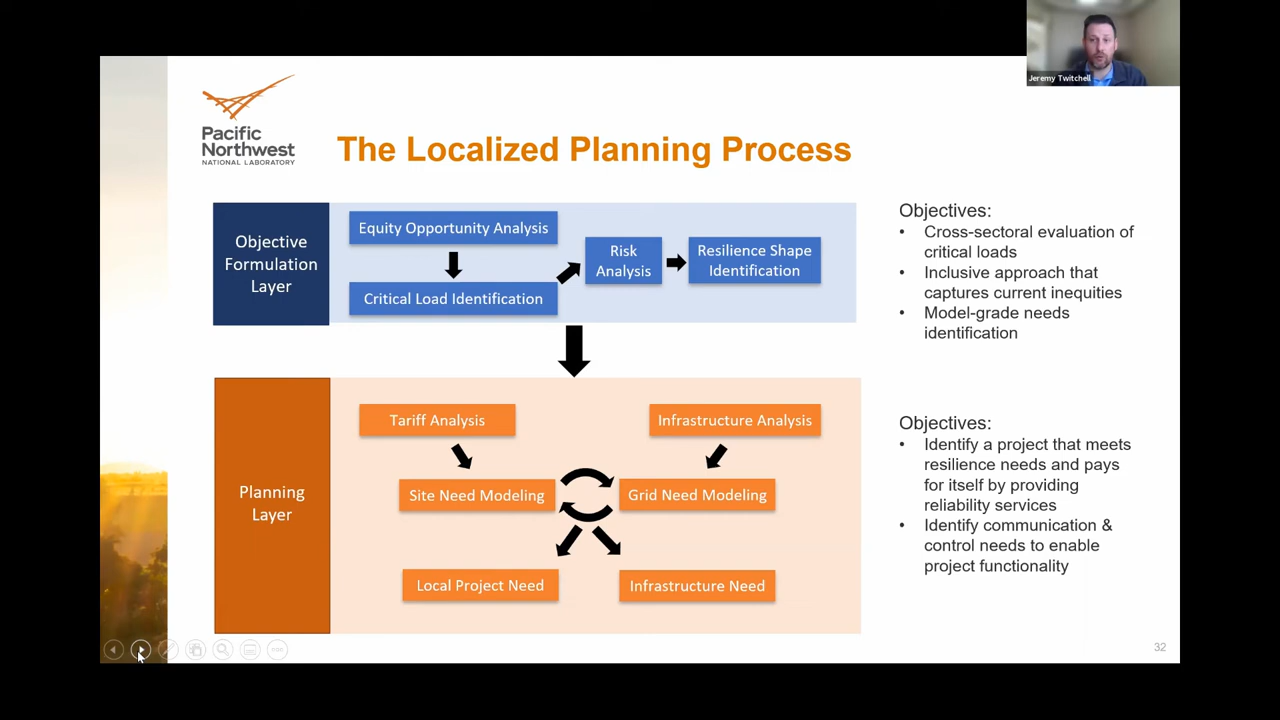 Jeremy Twitchell
Pacific
Northwest
NATIONAL LABORATORY
The Localized Planning Process
Objective
Formulation
Layer
Equity Opportunity Analysis
Critical Load Identification
Risk
Analysis
Resilience Shape
Identification
Objectives:
• Cross-sectoral evaluation of
critical loads
• Inclusive approach that
captures current inequities
• Model-grade needs
identification
Planning
Layer
Tariff Analysis
Infrastructure Analysis
Site Need Modeling
Grid Need Modeling
Local Project Need
Infrastructure Need
Objectives:
• Identify a project that meets
resilience needs and pays
for itself by providing
reliability services
• Identify communication &
control needs to enable
project functionality
32